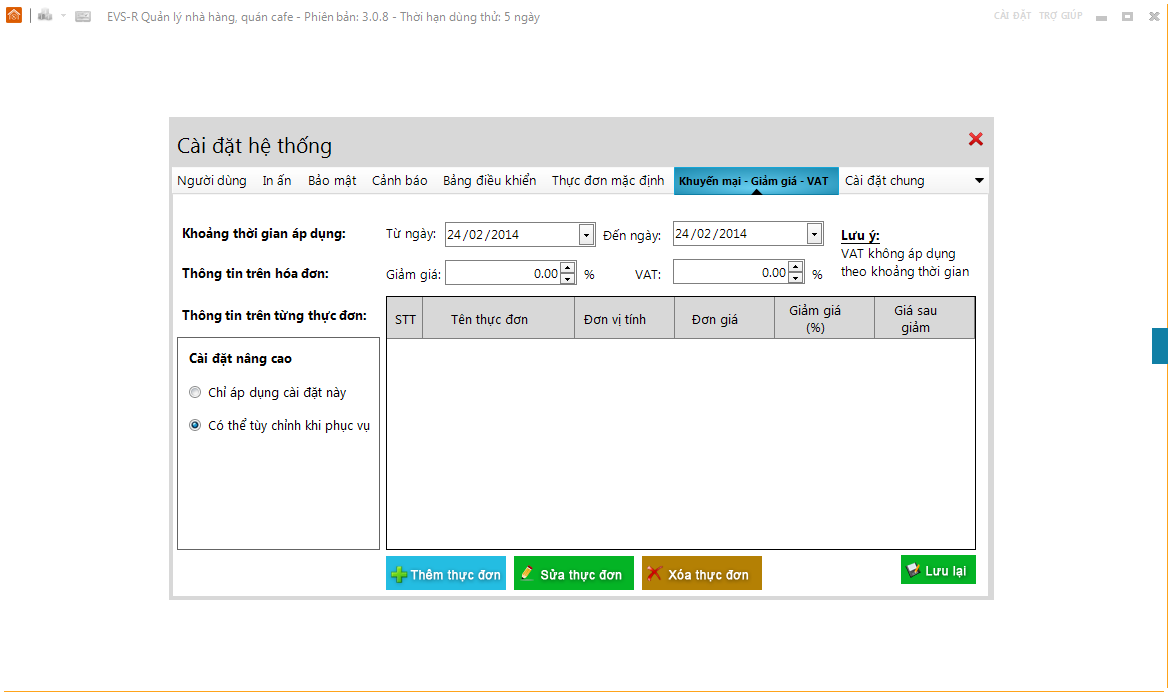 EVS-R Quản lý nhà hàng, quán cafe - Phiên bản: 3.0.8 - Thời hạn dùng thử: 5 ngày
CÀI ĐẶT TRỢ GIÚP
Cài đặt hệ thống
Người dùng In ấn Bảo mật Cảnh báo Bảng điều khiển Thực đơn mặc định Khuyến mại - Giảm giá - VAT Cài đặt chung
Khoảng thời gian áp dụng: Từ ngày: 24/02/2014 Đến ngày: 24/02/2014
Lưu ý:
VAT không áp dụng
theo khoảng thời gian
Thông tin trên hóa đơn: Giảm giá: 0.00 % VAT: 0.00 %
Thông tin trên từng thực đơn:
STT Tên thực đơn Đơn vị tính Đơn giá Giảm giá (%) Giá sau giảm
Cài đặt nâng cao
Chỉ áp dụng cài đặt này
Có thể tùy chỉnh khi phục vụ
Thêm thực đơn Sửa thực đơn Xóa thực đơn Lưu lại